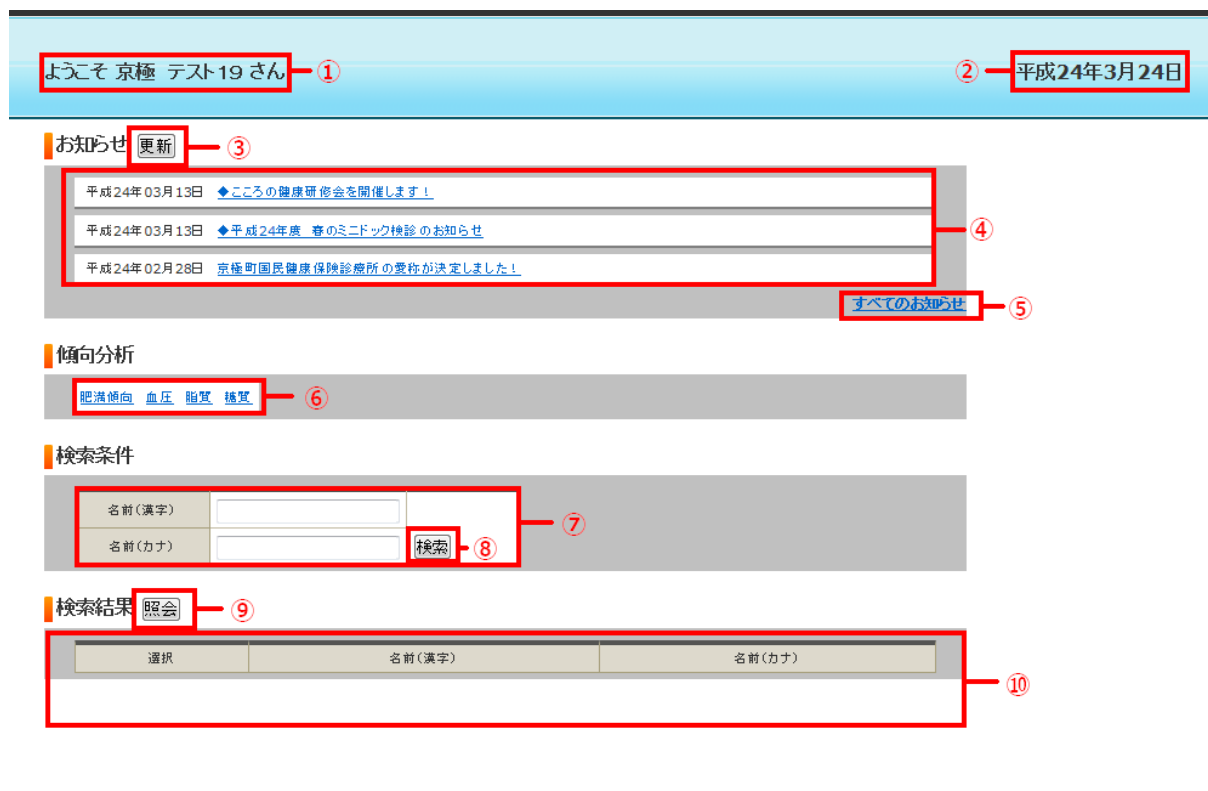 ようこそ 京極 テスト19 さん ① ② 平成24年3月24日
お知らせ 更新 ③
平成24年03月13日 ◆こころの健康研修会を開催します！
平成24年03月13日 ◆平成24年度 春のミニドック検診のお知らせ ④
平成24年02月28日 京極町国民健康保険診療所の愛称が決定しました！
すべてのお知らせ ⑤
傾向分析
肥満傾向 血圧 脂質 糖質 ⑥
検索条件
名前(漢字) ⑦
名前(カナ) 検索 ⑧
検索結果 照会 ⑨
選択 名前(漢字) 名前(カナ)
⑩